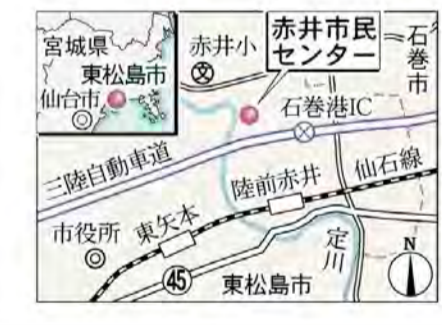 宮城県
東松島市
仙台市
赤井小
文
赤井市民
センター
石巻市
石巻港IC
三陸自動車道
陸前赤井
仙石線
市役所
東矢本
定川
45
東松島市
N